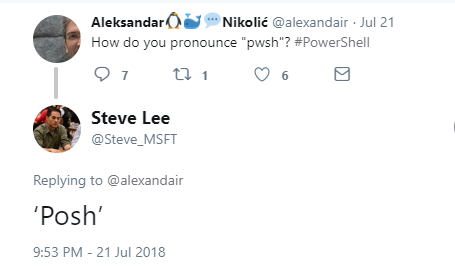 Aleksandar🐧🐳💬Nikolić @alexandair · Jul 21
How do you pronounce "pwsh"? #PowerShell
7 1 6
Steve Lee
@Steve_MSFT
Replying to @alexandair
‘Posh’
9:53 PM - 21 Jul 2018